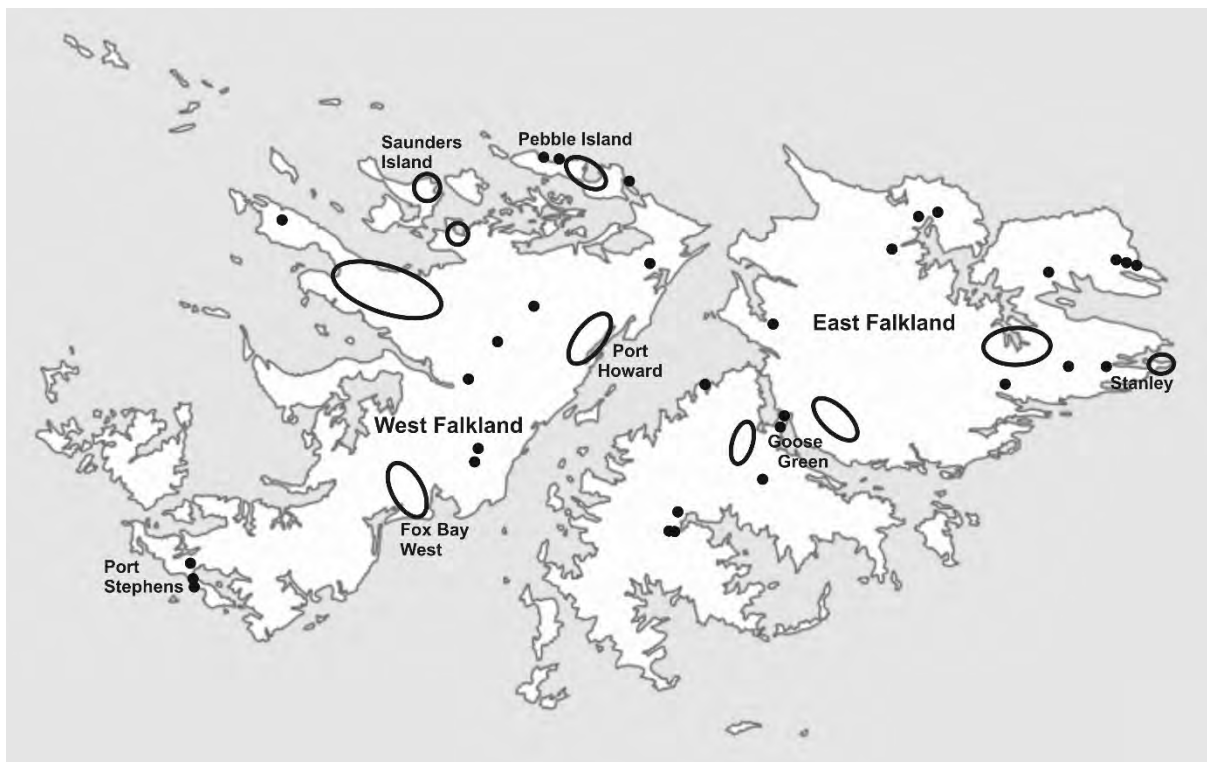 Saunders
Island
Pebble Island
East Falkland
Port
Howard
Stanley
West Falkland
Goose
Green
Fox Bay
West
Port
Stephens